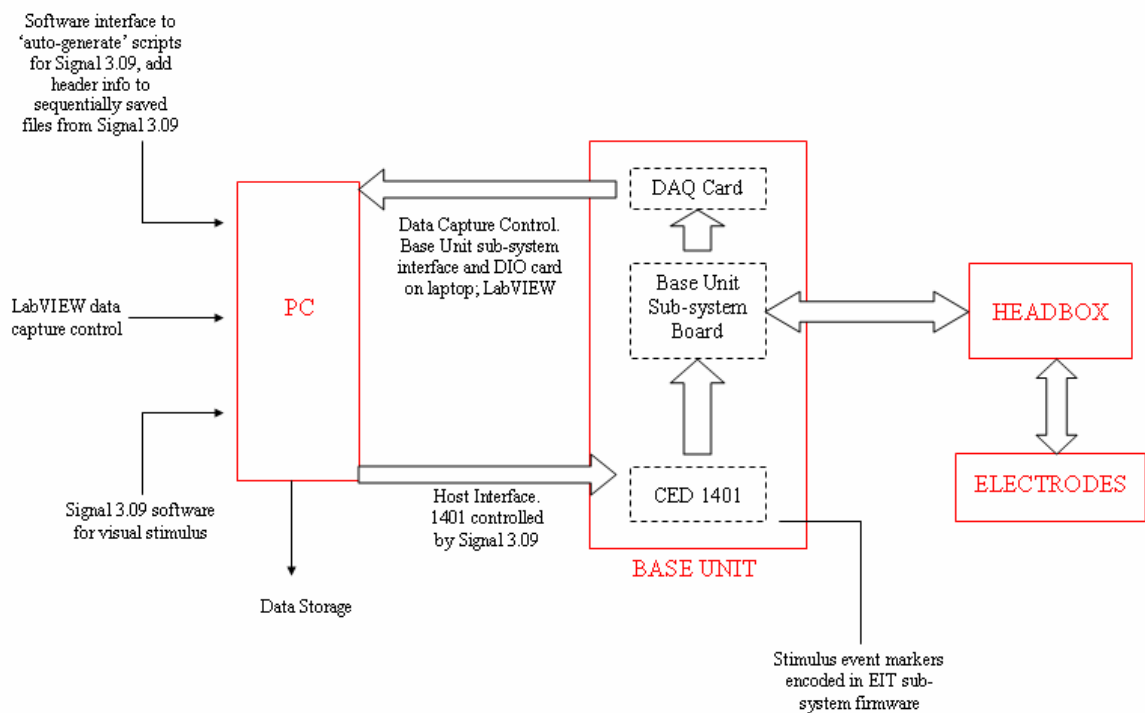 Software interface to
‘auto-generate’ scripts
for Signal 3.09, add
header info to
sequentially saved
files from Signal 3.09
LabVIEW data
capture control
Signal 3.09 software
for visual stimulus
PC
Data Storage
Data Capture Control.
Base Unit sub-system
interface and DIO card
on laptop; LabVIEW
Host Interface.
1401 controlled
by Signal 3.09
DAQ Card
Base Unit
Sub-system
Board
CED 1401
BASE UNIT
Stimulus event markers
encoded in EIT sub-
system firmware
HEADBOX
ELECTRODES